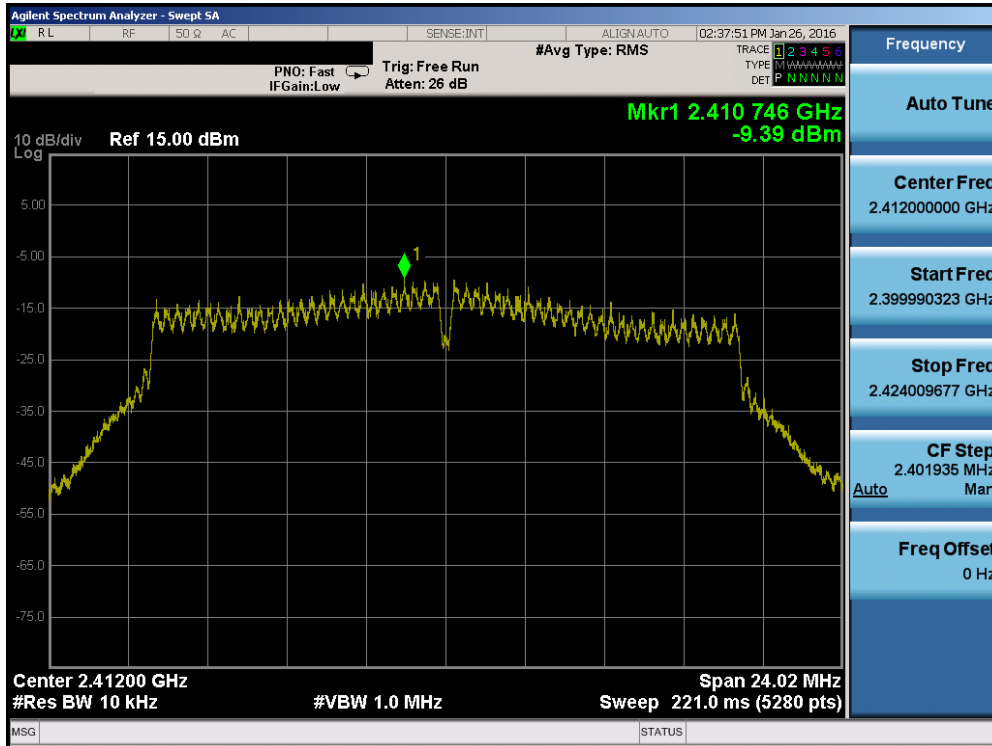 Agilent Spectrum Analyzer - Swept SA
LXI RL RF 50 Ω AC SENSE:INT ALIGN AUTO 02:37:51 PM Jan 26, 2016
#Avg Type: RMS TRACE 1 2 3 4 5 6
PNO: Fast Trig: Free Run TYPE M WWWWW
IFGain:Low Atten: 26 dB DET P N N N N N
Mkr1 2.410 746 GHz
-9.39 dBm
10 dB/div Ref 15.00 dBm
Log
1
5.00
-5.00
-15.0
-25.0
-35.0
-45.0
-55.0
-65.0
-75.0
Center 2.41200 GHz Span 24.02 MHz
#Res BW 10 kHz #VBW 1.0 MHz Sweep 221.0 ms (5280 pts)
MSG STATUS
Frequency
Auto Tune
Center Freq
2.412000000 GHz
Start Freq
2.399990323 GHz
Stop Freq
2.424009677 GHz
CF Step
2.401935 MHz
Auto Man
Freq Offset
0 Hz